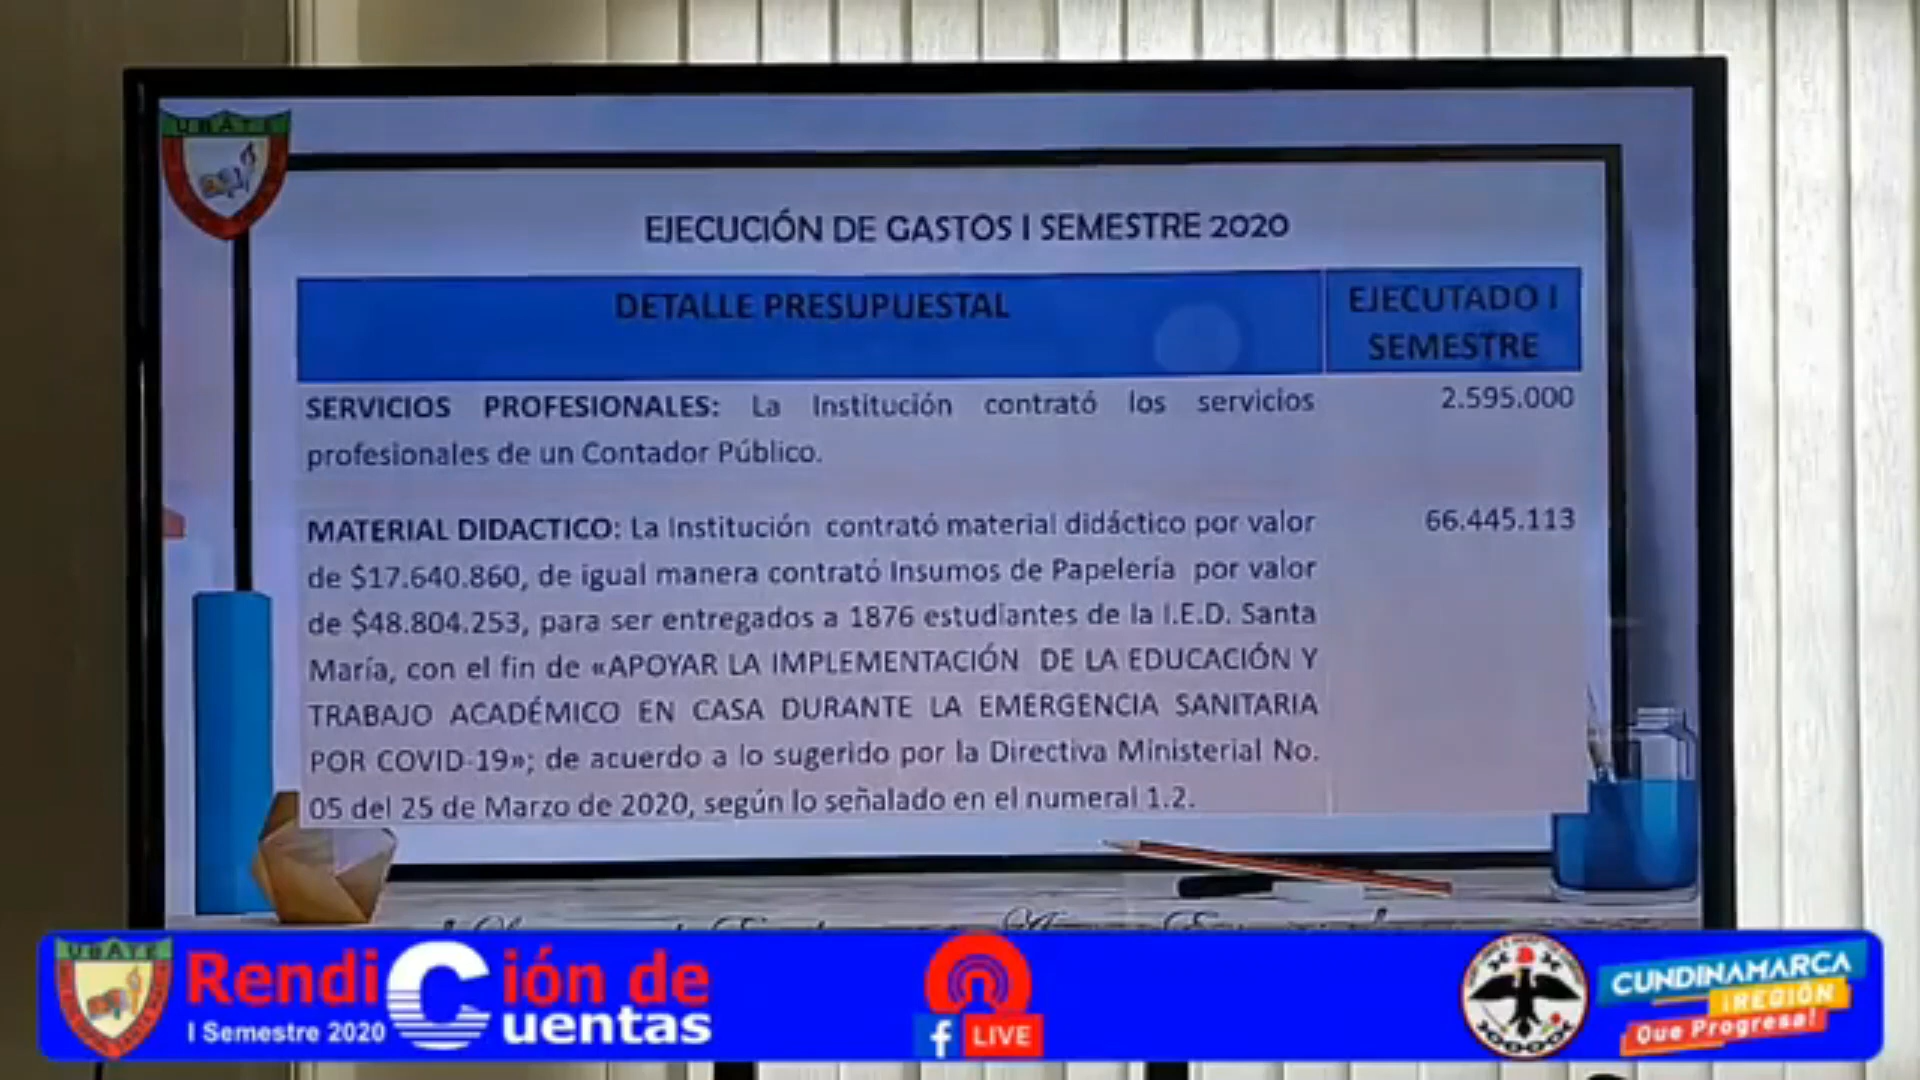 UBATE
EJECUCIÓN DE GASTOS I SEMESTRE 2020
DETALLE PRESUPUESTAL
EJECUTADO I
SEMESTRE
SERVICIOS PROFESIONALES: La Institución contrató los servicios
2.595.000
profesionales de un Contador Público.
MATERIAL DIDACTICO: La Institución contrató material didáctico por valor
66.445.113
de $17.640.860, de igual manera contrató Insumos de Papelería por valor
de $48.804.253, para ser entregados a 1876 estudiantes de la I.E.D. Santa
María, con el fin de «APOYAR LA IMPLEMENTACIÓN DE LA EDUCACIÓN Y
TRABAJO ACADÉMICO EN CASA DURANTE LA EMERGENCIA SANITARIA
POR COVID-19»; de acuerdo a lo sugerido por la Directiva Ministerial No.
05 del 25 de Marzo de 2020, según lo señalado en el numeral 1.2.
UBATE
Rendición de
Cuentas
I Semestre 2020
f LIVE
CUNDINAMARCA
¡REGIÓN
Que Progresa!